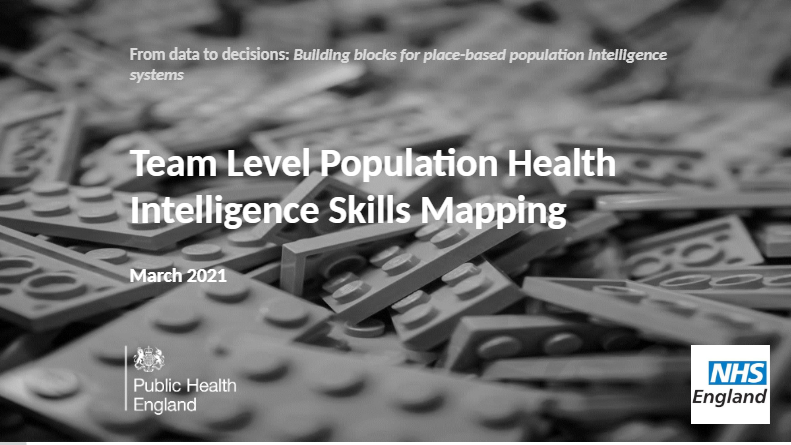 From data to decisions: Building blocks for place-based population intelligence
systems
Team Level Population Health
Intelligence Skills Mapping
March 2021
Public Health
England
NHS
England